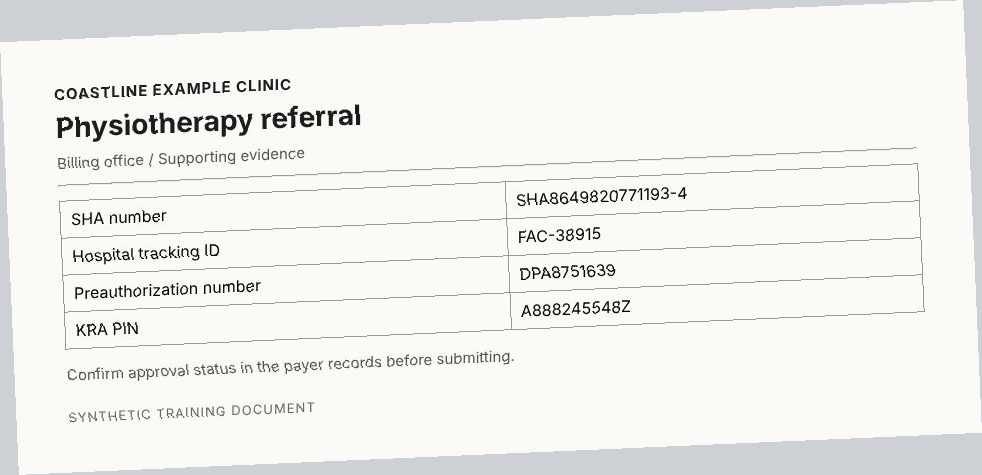 COASTLINE EXAMPLE CLINIC
Physiotherapy referral
Billing office / Supporting evidence
SHA number SHA8649820771193-4
Hospital tracking ID FAC-38915
Preauthorization number DPA8751639
KRA PIN A888245548Z
Confirm approval status in the payer records before submitting.
SYNTHETIC TRAINING DOCUMENT